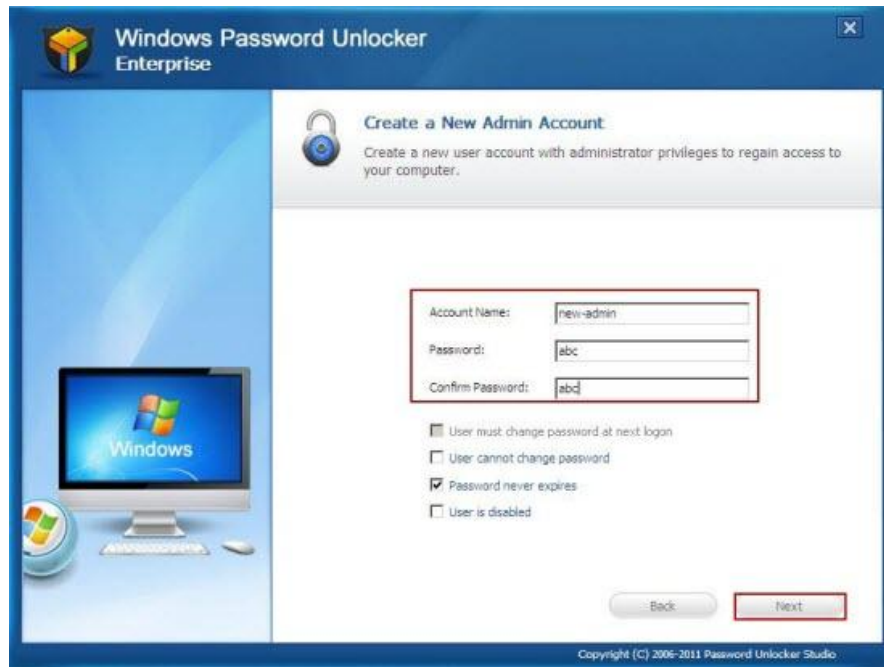 Windows Password Unlocker
Enterprise
Create a New Admin Account
Create a new user account with administrator privileges to regain access to
your computer.
Account Name: new-admin
Password: abc
Confirm Password: abc
User must change password at next logon
User cannot change password
Password never expires
User is disabled
Windows
Back Next
Copyright (C) 2006-2011 Password Unlocker Studio